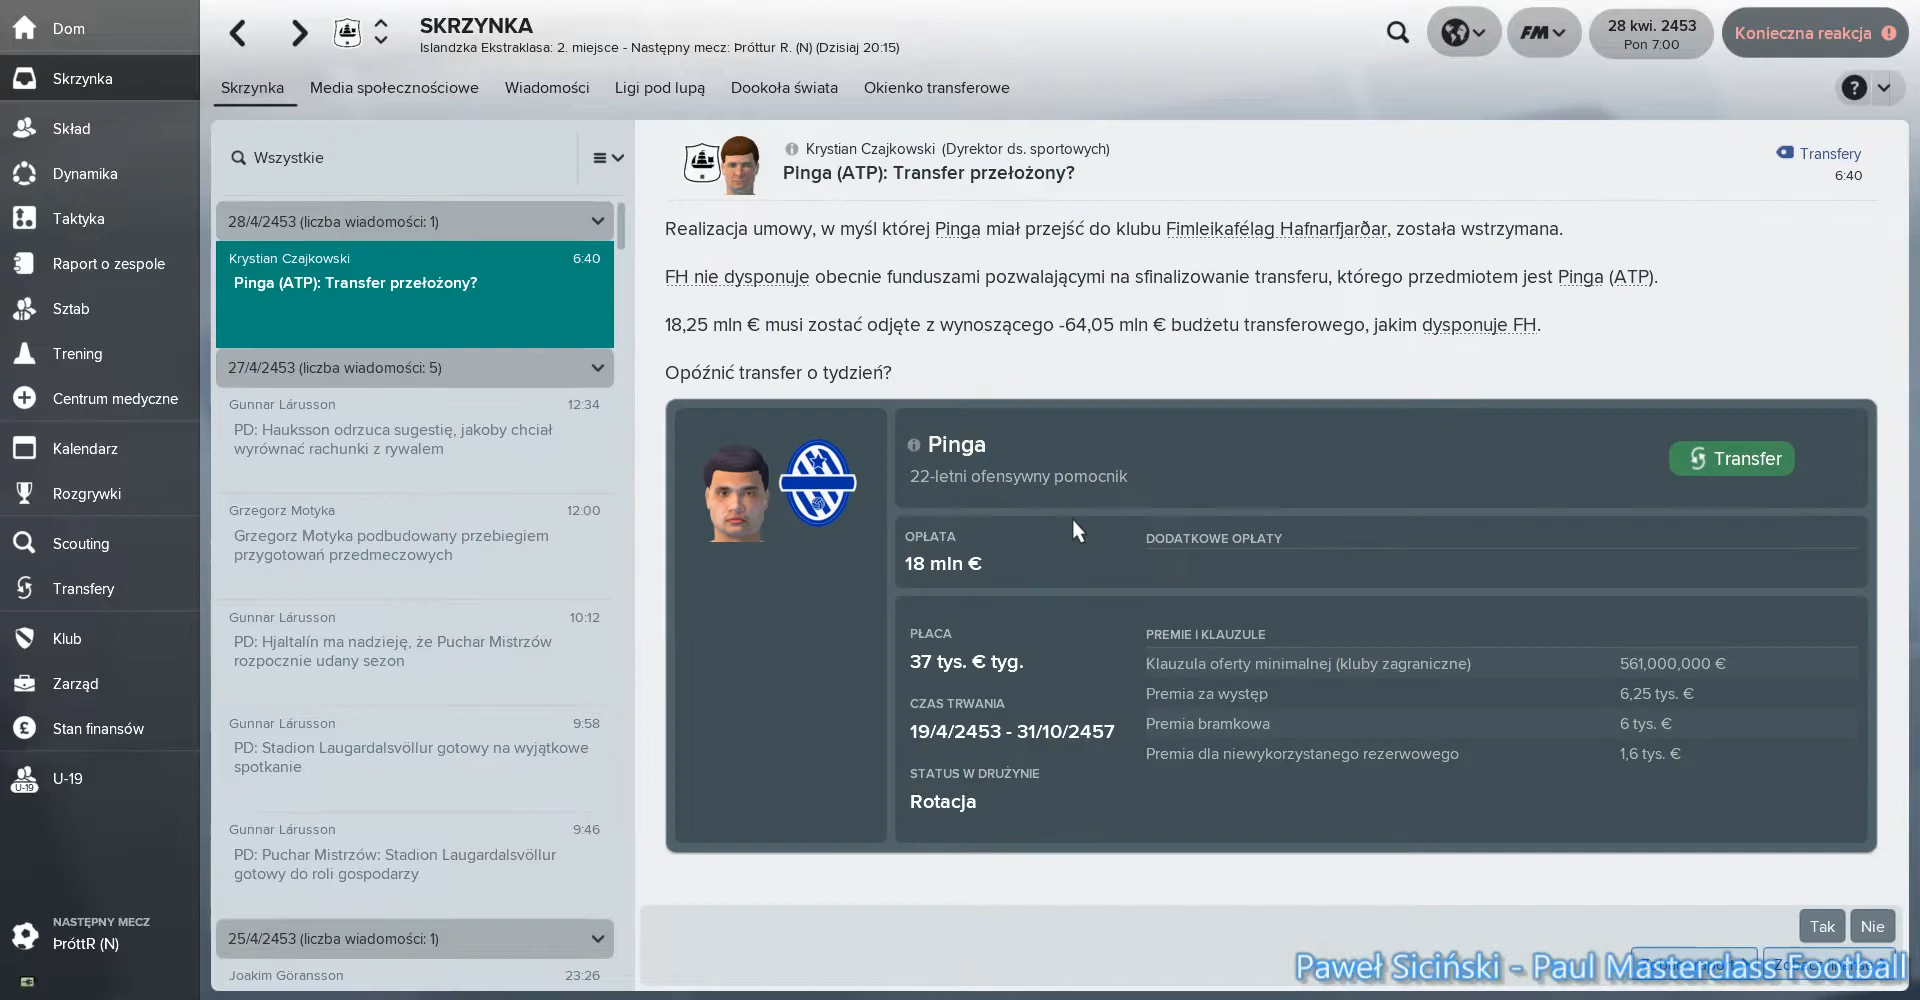 Dom
Skrzynka
Skład
Dynamika
Taktyka
Raport o zespole
Sztab
Trening
Centrum medyczne
Kalendarz
Rozgrywki
Scouting
Transfery
Klub
Zarząd
Stan finansów
U-19
U-19
NASTĘPNY MECZ
ÞróttR (N)
SKRZYNKA
Islandzka Ekstraklasa: 2. miejsce - Następny mecz: Þróttur R. (N) (Dzisiaj 20:15)
FM
28 kwi. 2453
Pon 7:00
Konieczna reakcja
Skrzynka Media społecznościowe Wiadomości Ligi pod lupą Dookoła świata Okienko transferowe
Wszystkie
28/4/2453 (liczba wiadomości: 1)
Krystian Czajkowski 6:40
Pinga (ATP): Transfer przełożony?
27/4/2453 (liczba wiadomości: 5)
Gunnar Lárusson 12:34
PD: Hauksson odrzuca sugestię, jakoby chciał
wyrównać rachunki z rywalem
Grzegorz Motyka 12:00
Grzegorz Motyka podbudowany przebiegiem
przygotowań przedmeczowych
Gunnar Lárusson 10:12
PD: Hjaltalín ma nadzieję, że Puchar Mistrzów
rozpocznie udany sezon
Gunnar Lárusson 9:58
PD: Stadion Laugardalsvöllur gotowy na wyjątkowe
spotkanie
Gunnar Lárusson 9:46
PD: Puchar Mistrzów: Stadion Laugardalsvöllur
gotowy do roli gospodarzy
25/4/2453 (liczba wiadomości: 1)
Joakim Göransson 23:26
Krystian Czajkowski (Dyrektor ds. sportowych)
Pinga (ATP): Transfer przełożony?
Transfery
6:40
Realizacja umowy, w myśl której Pinga miał przejść do klubu Fimleikafélag Hafnarfjarðar, została wstrzymana.
FH nie dysponuje obecnie funduszami pozwalającymi na sfinalizowanie transferu, którego przedmiotem jest Pinga (ATP).
18,25 mln € musi zostać odjęte z wynoszącego -64,05 mln € budżetu transferowego, jakim dysponuje FH.
Opóźnić transfer o tydzień?
Pinga
22-letni ofensywny pomocnik
Transfer
OPŁATA
18 mln €
DODATKOWE OPŁATY
PŁACA
37 tys. € tyg.
CZAS TRWANIA
19/4/2453 - 31/10/2457
STATUS W DRUŻYNIE
Rotacja
PREMIE I KLAUZULE
Klauzula oferty minimalnej (kluby zagraniczne) 561,000,000 €
Premia za występ 6,25 tys. €
Premia bramkowa 6 tys. €
Premia dla niewykorzystanego rezerwowego 1,6 tys. €
Tak Nie
Paweł Siciński - Paul Masterclass Football